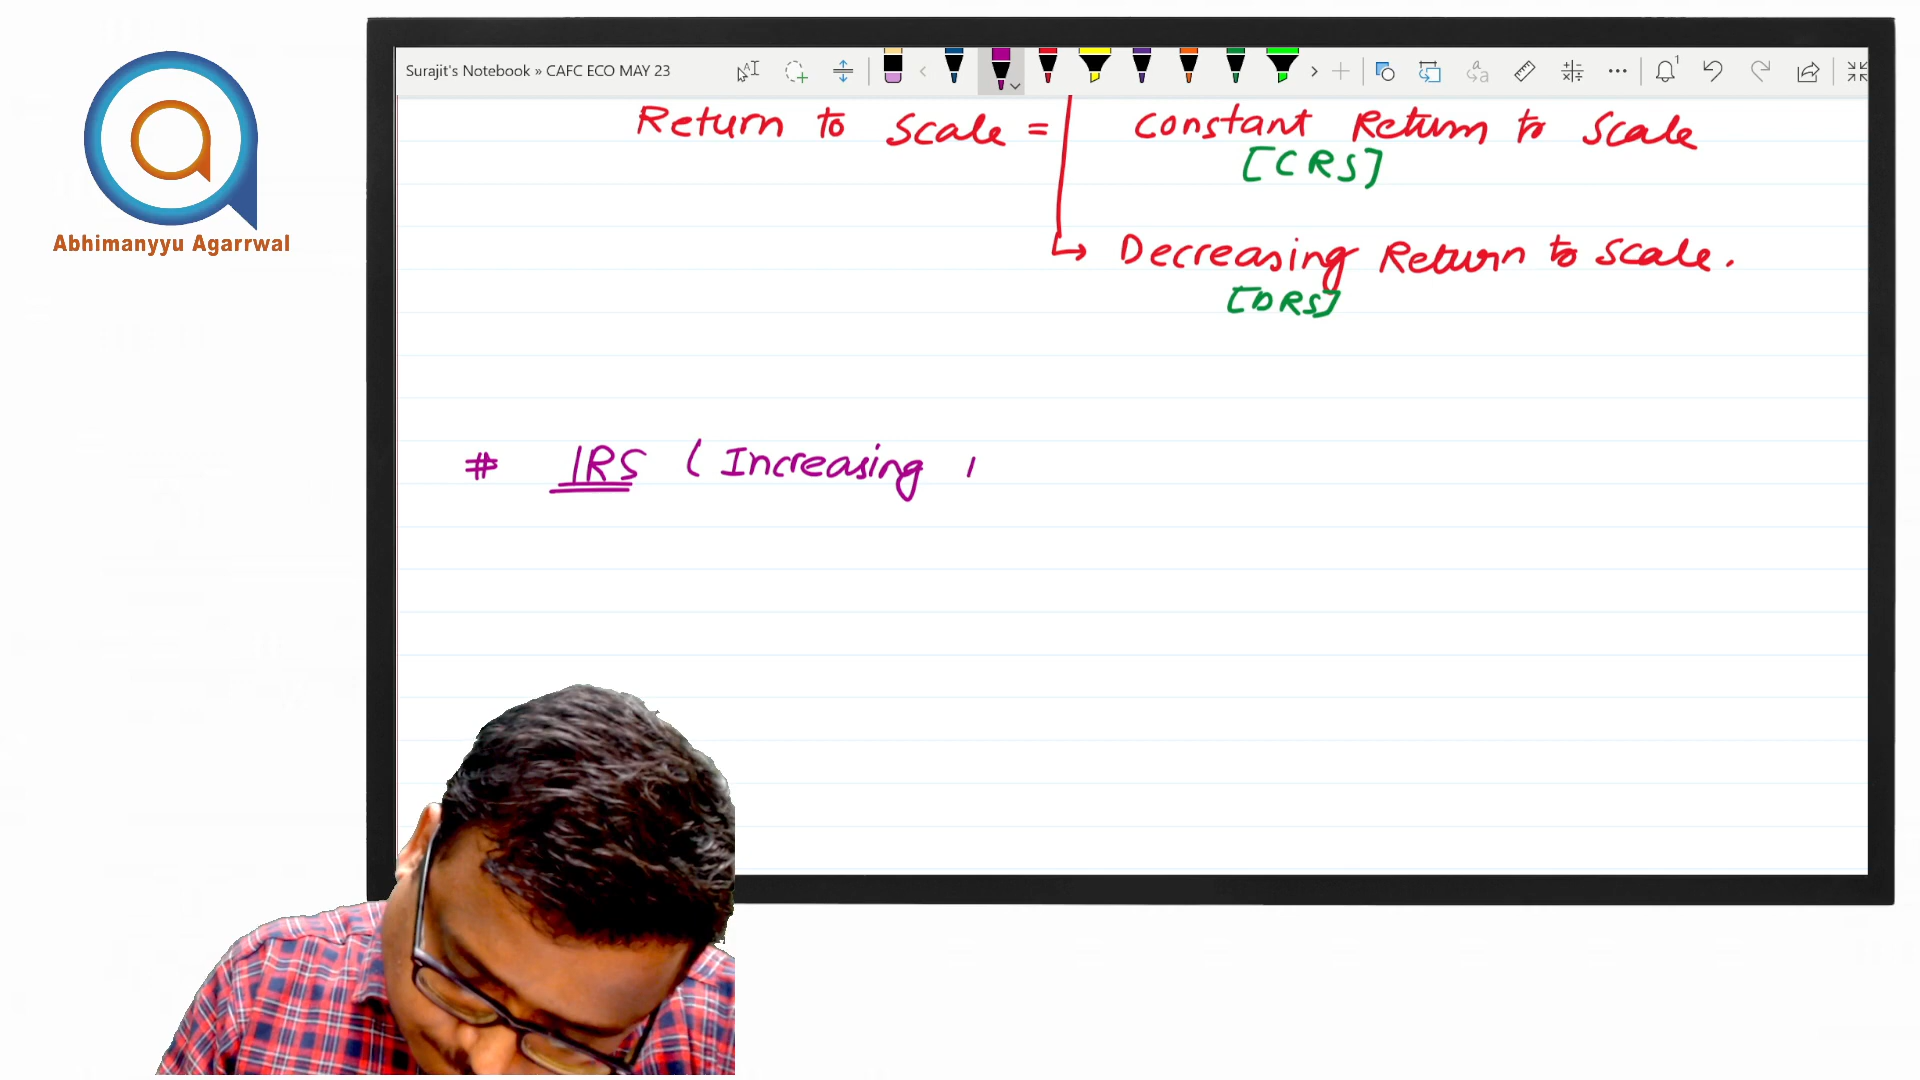 Surajit's Notebook » CAFC ECO MAY 23
Abhimanyyu Agarrwal
Return to Scale = Constant Return to Scale
[CRS]
↳ Decreasing Return to Scale.
[DRS]
# IRS ( Increasing